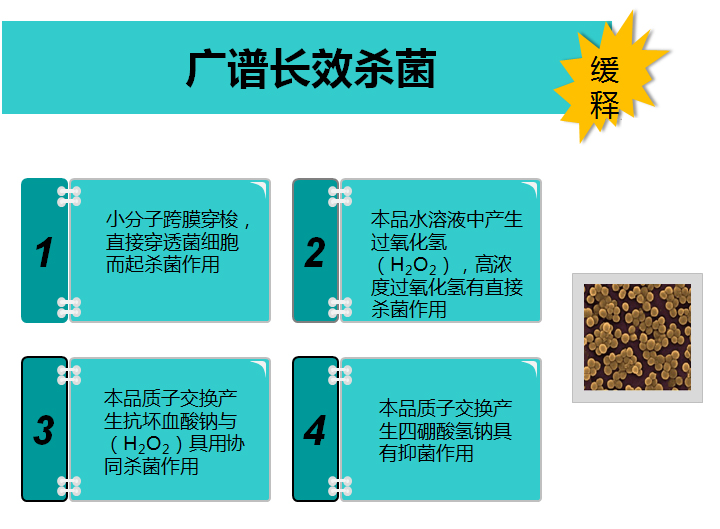 广谱长效杀菌
缓
释
1
小分子跨膜穿梭，
直接穿透菌细胞
而起杀菌作用
2
本品水溶液中产生
过氧化氢
（H₂O₂），高浓
度过氧化氢有直接
杀菌作用
3
本品质子交换产
生抗坏血酸钠与
（H₂O₂）具用协
同杀菌作用
4
本品质子交换产
生四硼酸氢钠具
有抑菌作用